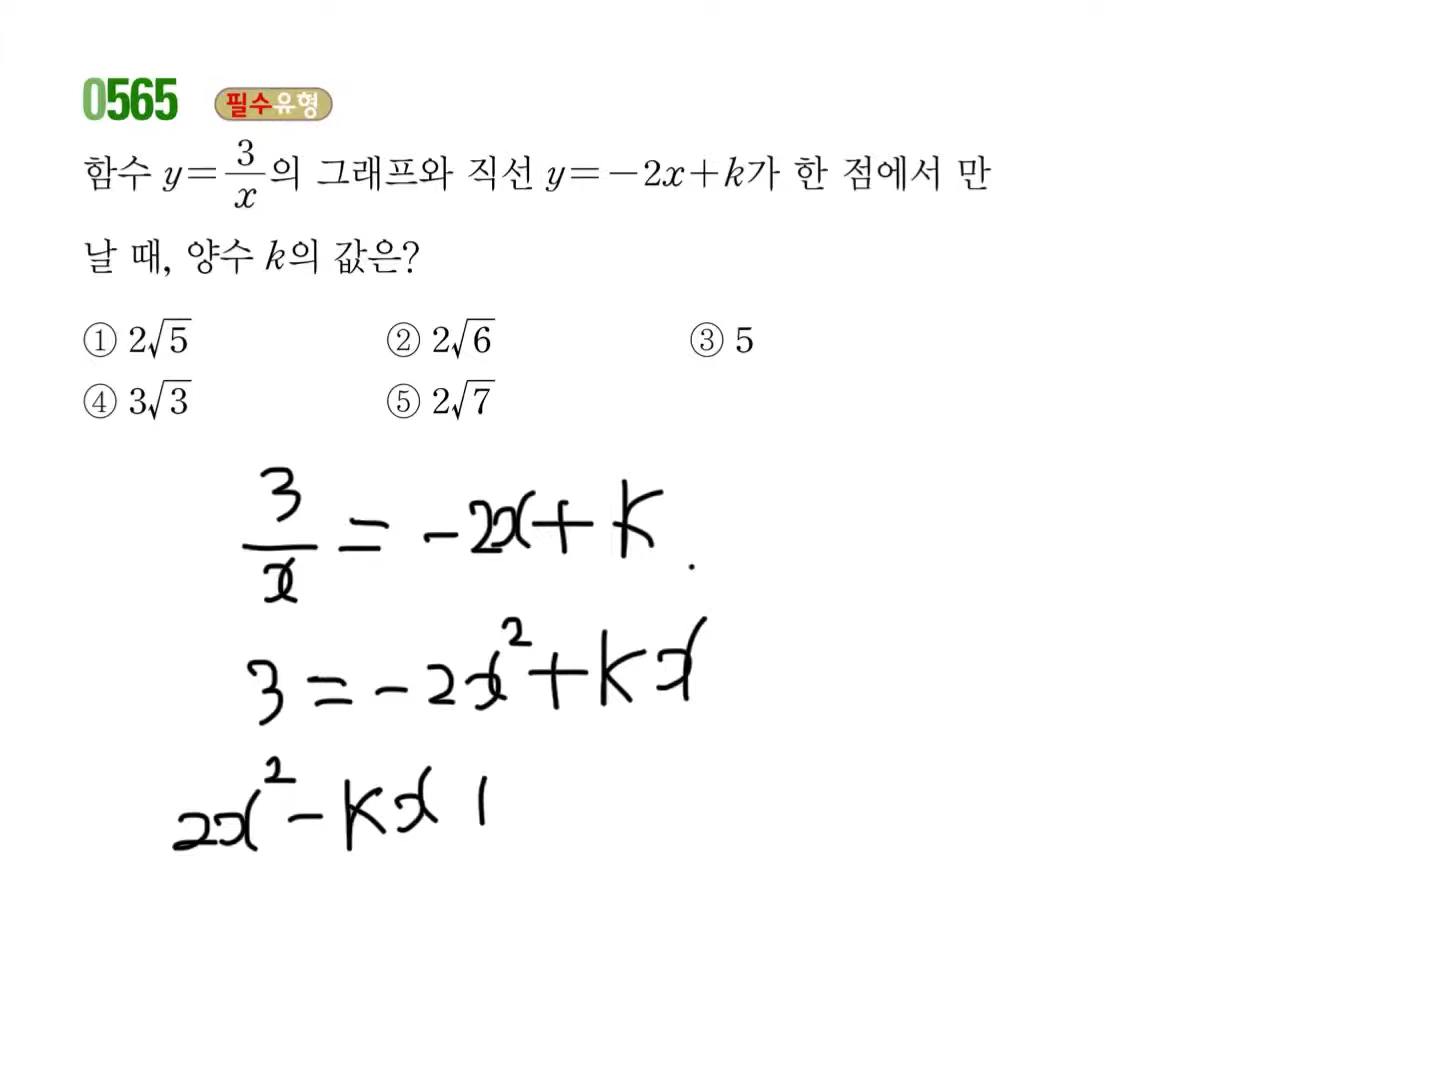 0565 필수유형
함수 y=3/x의 그래프와 직선 y=-2x+k가 한 점에서 만
날 때, 양수 k의 값은?
① 2√5 ② 2√6 ③ 5
④ 3√3 ⑤ 2√7
3/x = -2x+k.
3 = -2x²+kx
2x²-kx l